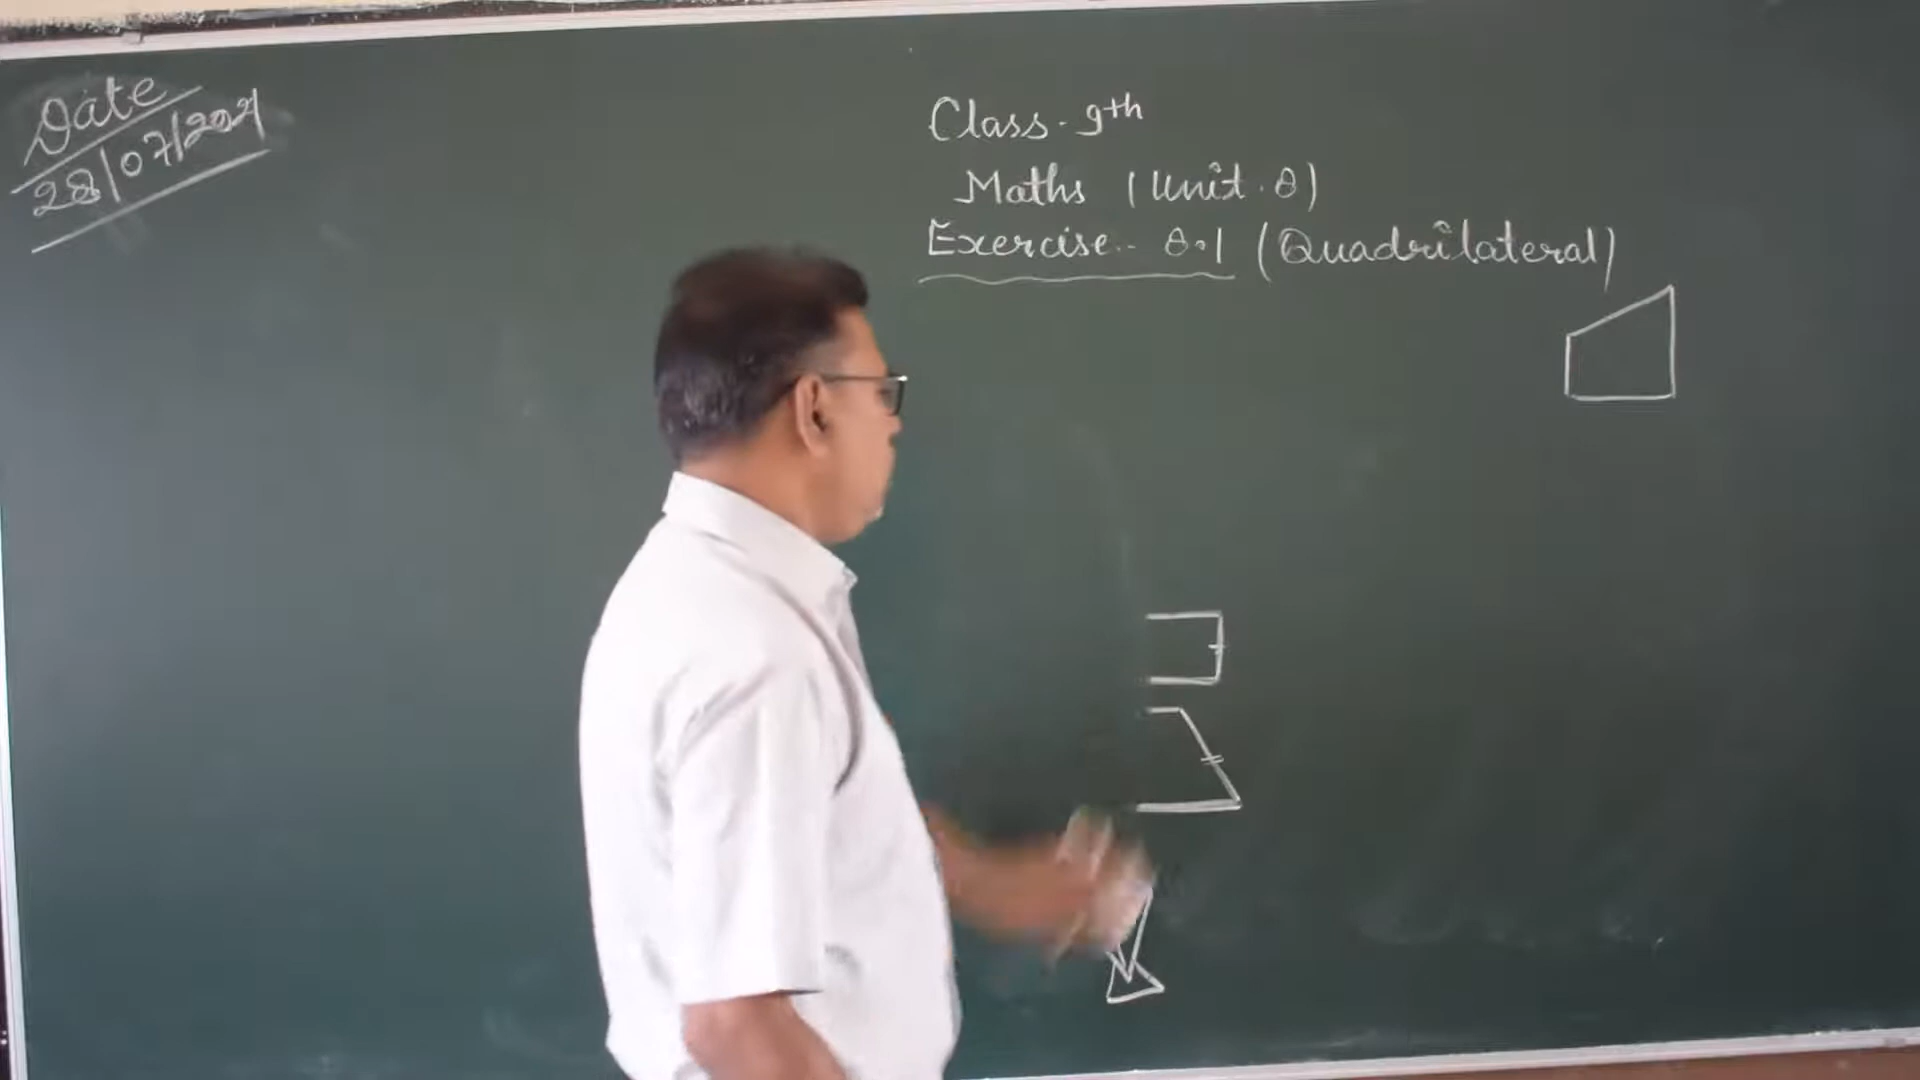 Date
28/07/2021
Class. 9th
Maths (Unit. 8)
Exercise.. 8.1 (Quadrilateral)